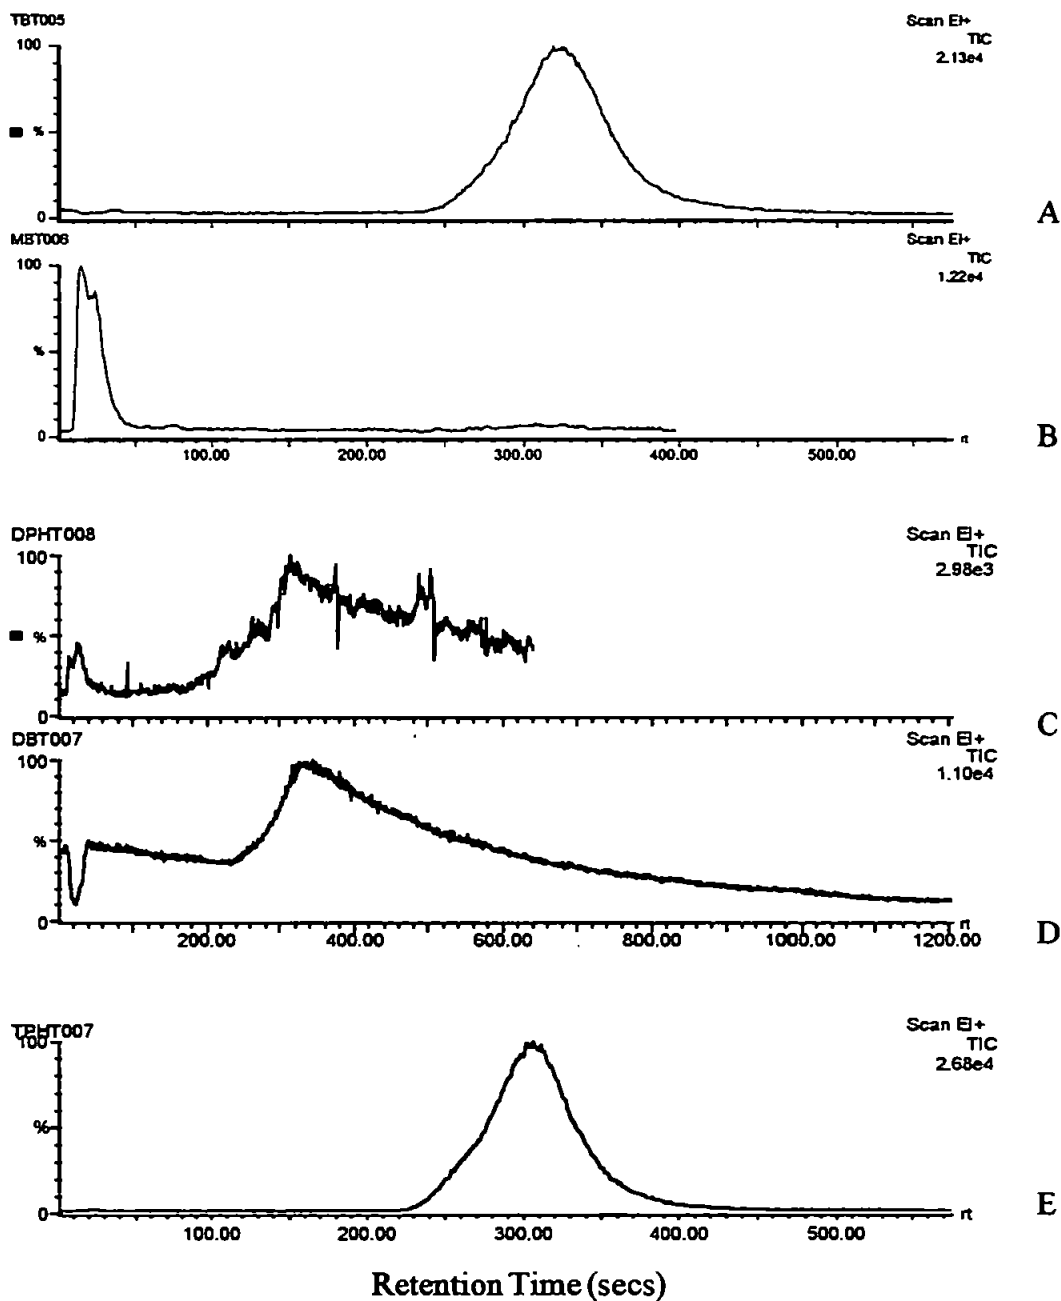 TBT005
Scan EI+
TIC
2.13e4
100
%
0
A
MBT006
Scan EI+
TIC
1.22e4
100
%
0
100.00 200.00 300.00 400.00 500.00 rt
B
DPHT008
Scan EI+
TIC
2.98e3
100
%
0
C
DBT007
Scan EI+
TIC
1.10e4
100
%
0
200.00 400.00 600.00 800.00 1000.00 1200.00 rt
D
TPHT007
Scan EI+
TIC
2.68e4
100
%
0
100.00 200.00 300.00 400.00 500.00 rt
E
Retention Time (secs)